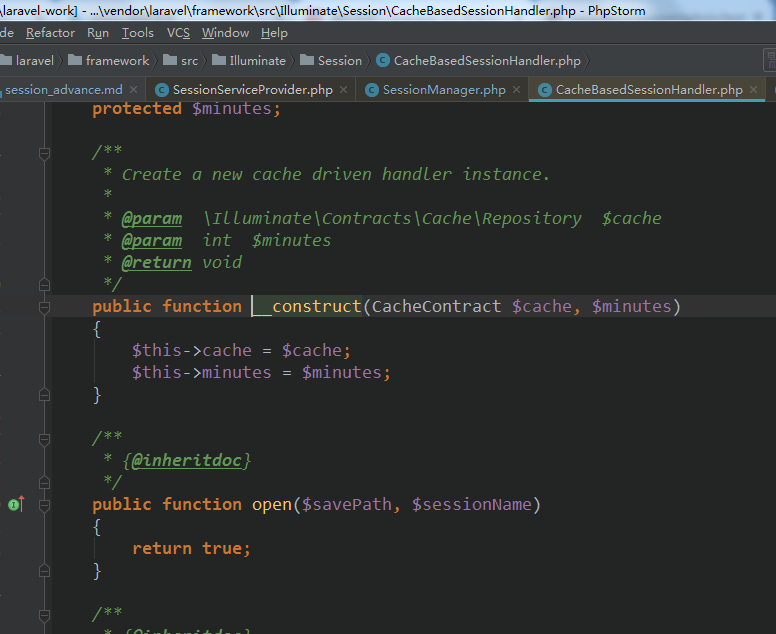 \laravel-work] - ...\vendor\laravel\framework\src\Illuminate\Session\CacheBasedSessionHandler.php - PhpStorm
de Refactor Run Tools VCS Window Help
laravel framework src Illuminate Session CacheBasedSessionHandler.php
session_advance.md SessionServiceProvider.php SessionManager.php CacheBasedSessionHandler.php
protected $minutes;
/**
* Create a new cache driven handler instance.
*
* @param \Illuminate\Contracts\Cache\Repository $cache
* @param int $minutes
* @return void
*/
public function __construct(CacheContract $cache, $minutes)
{
$this->cache = $cache;
$this->minutes = $minutes;
}
/**
* {@inheritdoc}
*/
public function open($savePath, $sessionName)
{
return true;
}
/**
* {@inheritdoc}